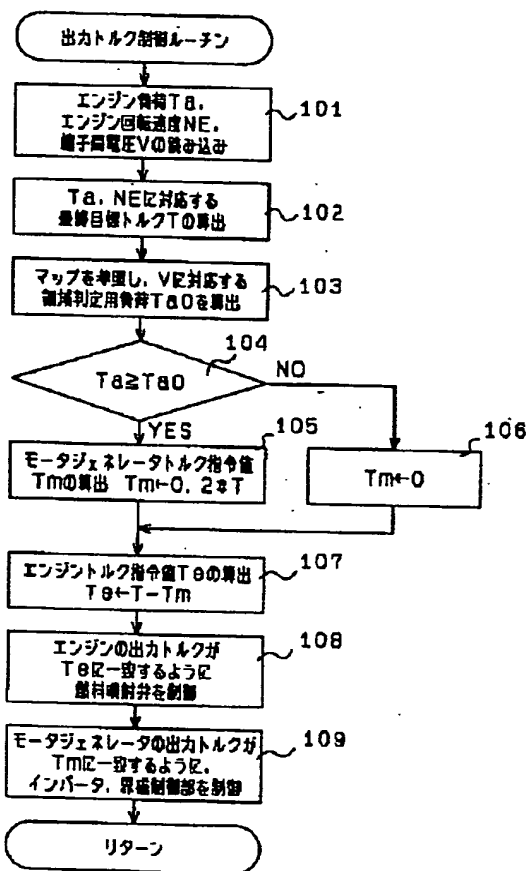 出力トルク制御ルーチン
エンジン負荷Ta,
エンジン回転速度NE,
端子間電圧Vの読み込み
101
Ta, NEに対応する
最終目標トルクTの算出
102
マップを参照し, Vに対応する
領域判定用負荷Ta0を算出
103
104
Ta≧Ta0
NO
YES
105
モータジェネレータトルク指令値
Tmの算出 Tm←0.2*T
106
Tm←0
107
エンジントルク指令値Teの算出
Te←T-Tm
108
エンジンの出力トルクが
Teに一致するように
燃料噴射弁を制御
109
モータジェネレータの出力トルクが
Tmに一致するように,
インバータ, 界磁制御部を制御
リターン